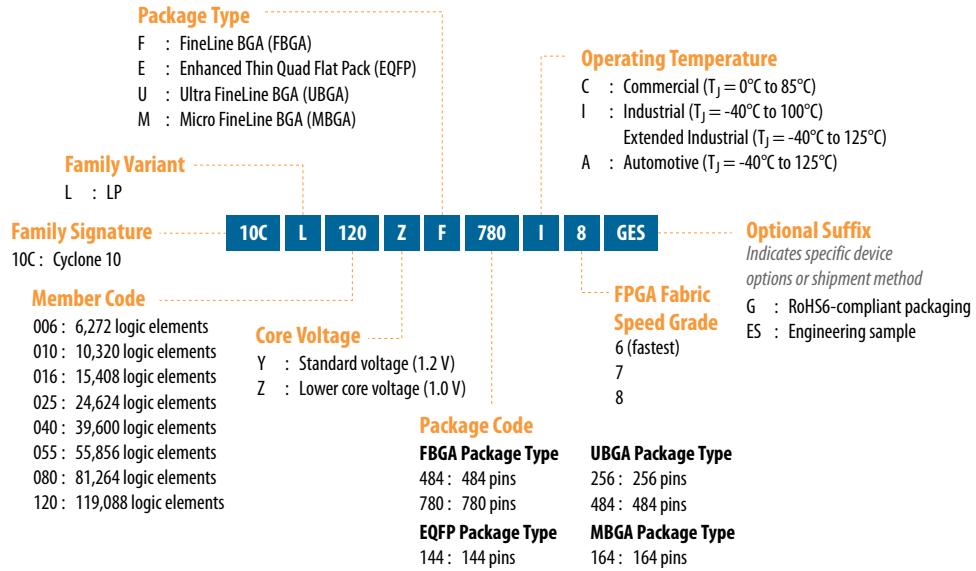 Package Type
F : FineLine BGA (FBGA)
E : Enhanced Thin Quad Flat Pack (EQFP)
U : Ultra FineLine BGA (UBGA)
M : Micro FineLine BGA (MBGA)
Operating Temperature
C : Commercial (TJ = 0°C to 85°C)
I : Industrial (TJ = -40°C to 100°C)
Extended Industrial (TJ = -40°C to 125°C)
A : Automotive (TJ = -40°C to 125°C)
Family Variant
L : LP
Family Signature
10C : Cyclone 10
10C L 120 Z F 780 I 8 GES
Optional Suffix
Indicates specific device
options or shipment method
G : RoHS6-compliant packaging
ES : Engineering sample
Member Code
006 : 6,272 logic elements
010 : 10,320 logic elements
016 : 15,408 logic elements
025 : 24,624 logic elements
040 : 39,600 logic elements
055 : 55,856 logic elements
080 : 81,264 logic elements
120 : 119,088 logic elements
Core Voltage
Y : Standard voltage (1.2 V)
Z : Lower core voltage (1.0 V)
FPGA Fabric
Speed Grade
6 (fastest)
7
8
Package Code
FBGA Package Type
484 : 484 pins
780 : 780 pins
EQFP Package Type
144 : 144 pins
UBGA Package Type
256 : 256 pins
484 : 484 pins
MBGA Package Type
164 : 164 pins